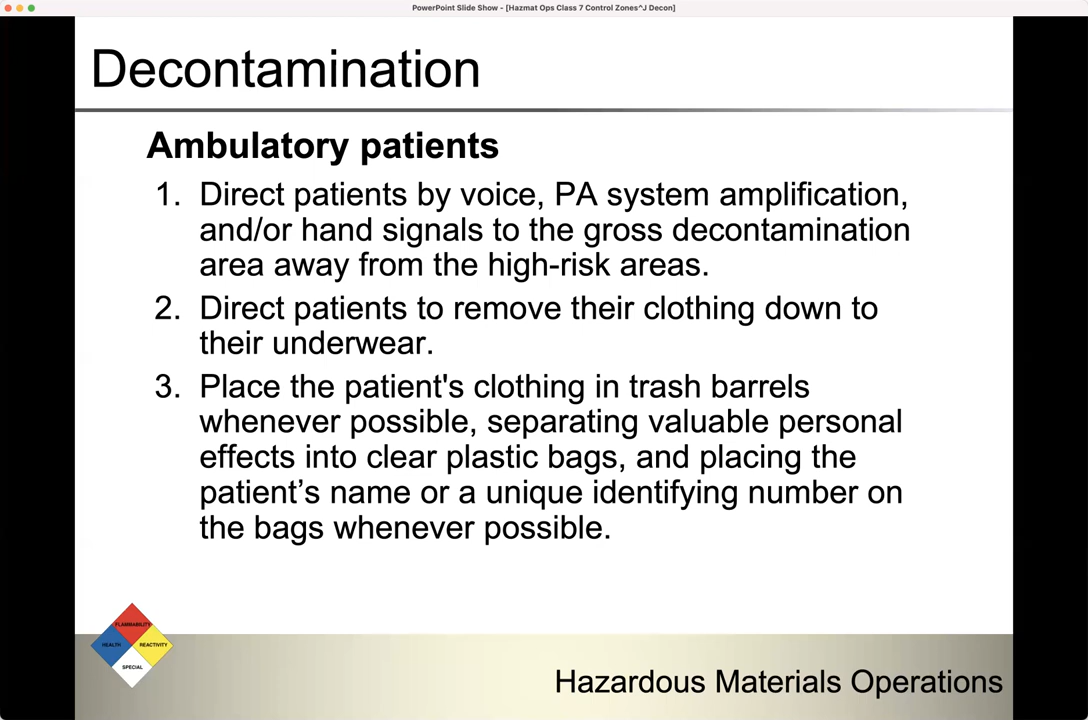 PowerPoint Slide Show - [Hazmat Ops Class 7 Control Zones^J Decon]
Decontamination
Ambulatory patients
1. Direct patients by voice, PA system amplification,
and/or hand signals to the gross decontamination
area away from the high-risk areas.
2. Direct patients to remove their clothing down to
their underwear.
3. Place the patient's clothing in trash barrels
whenever possible, separating valuable personal
effects into clear plastic bags, and placing the
patient’s name or a unique identifying number on
the bags whenever possible.
FLAMMABILITY
HEALTH
REACTIVITY
SPECIAL
Hazardous Materials Operations